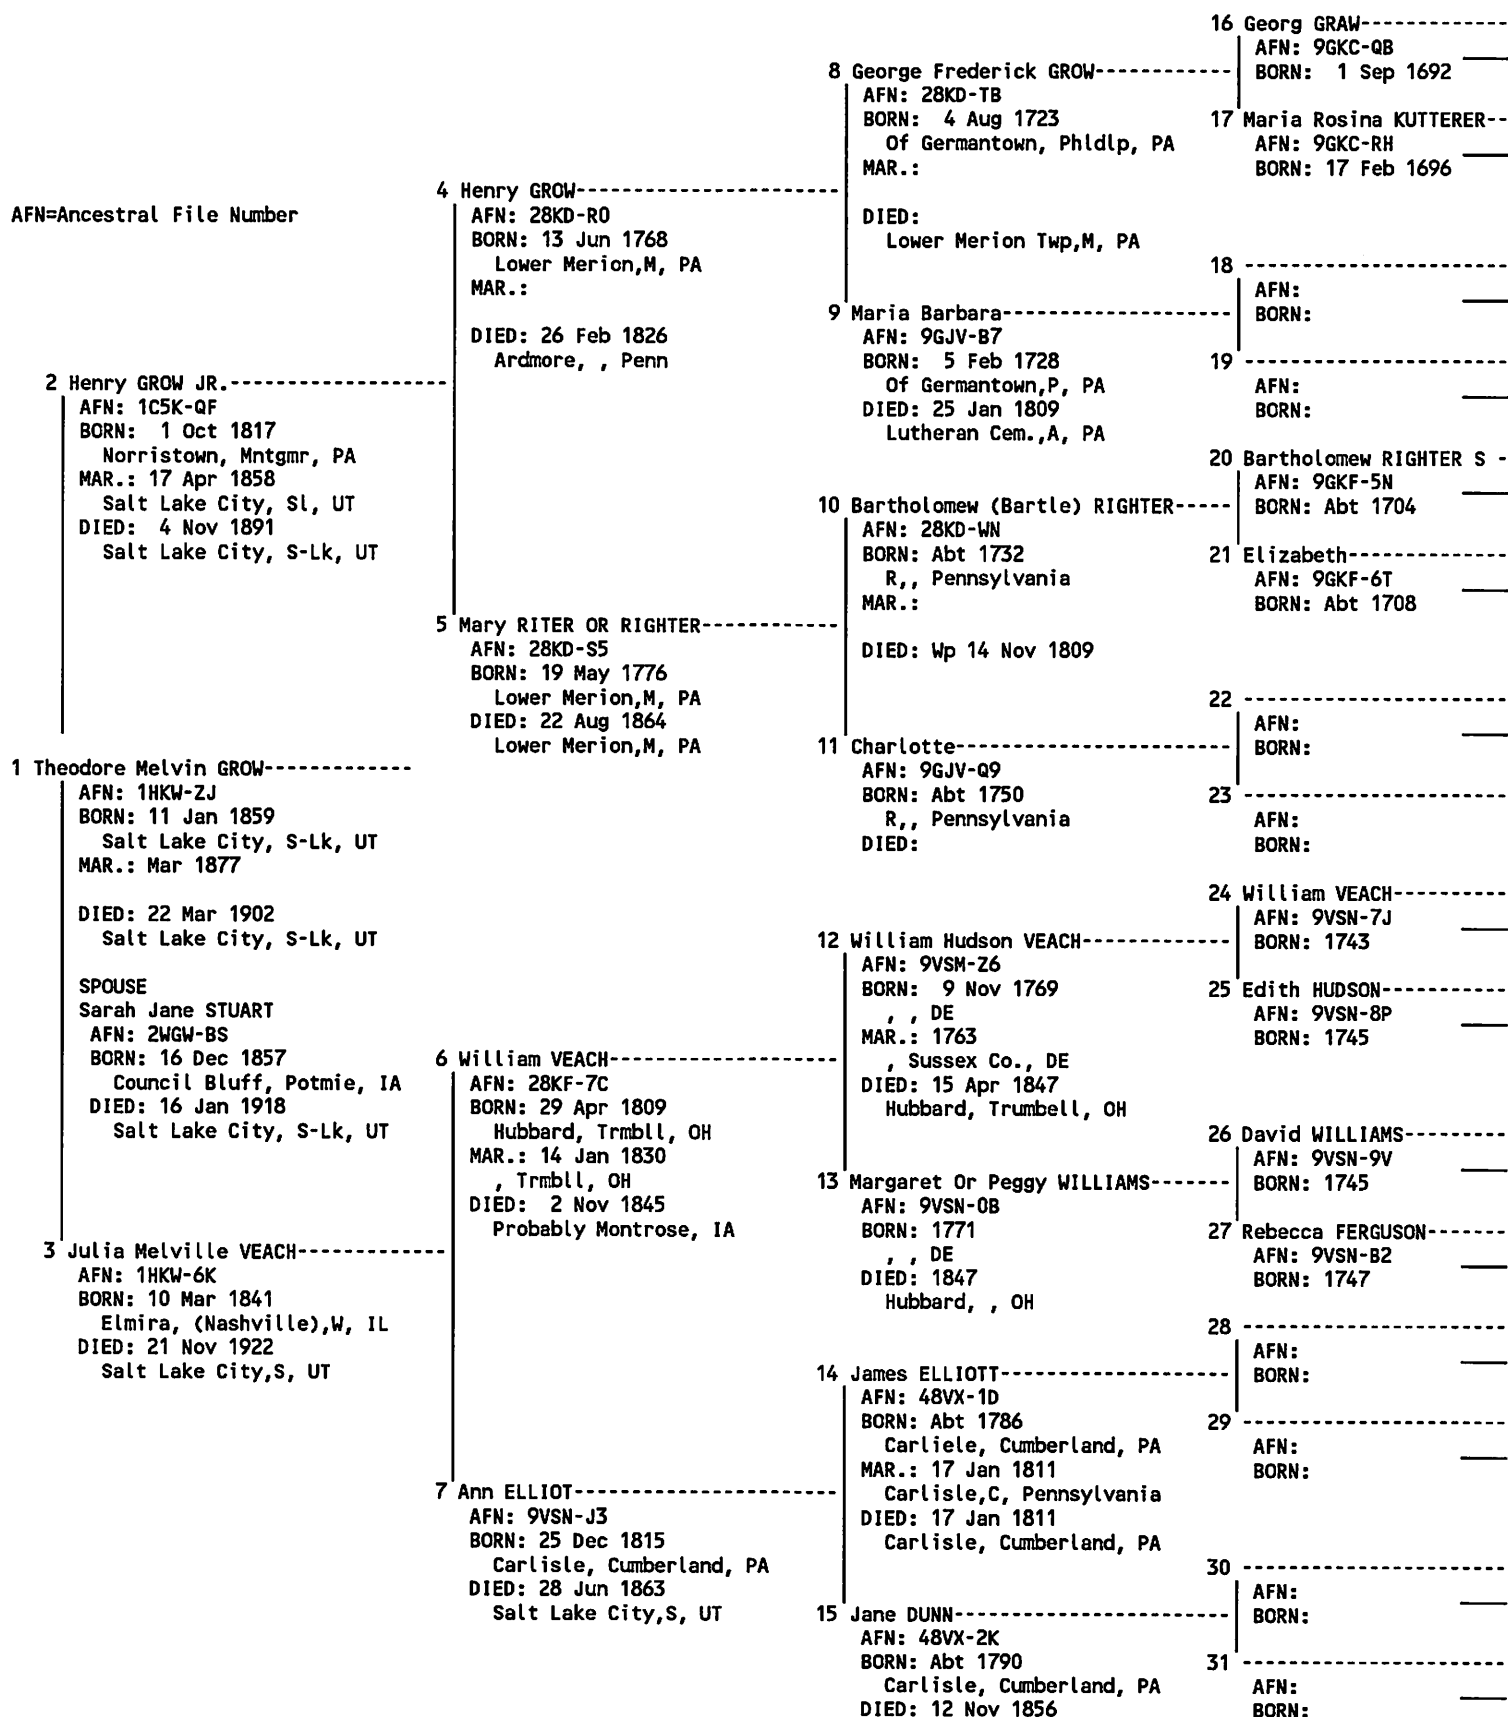 AFN=Ancestral File Number
1 Theodore Melvin GROW
AFN: 1HKW-ZJ
BORN: 11 Jan 1859
Salt Lake City, S-Lk, UT
MAR.: Mar 1877
DIED: 22 Mar 1902
Salt Lake City, S-Lk, UT
SPOUSE
Sarah Jane STUART
AFN: 2WGW-BS
BORN: 16 Dec 1857
Council Bluff, Potmie, IA
DIED: 16 Jan 1918
Salt Lake City, S-Lk, UT
2 Henry GROW JR.
AFN: 1C5K-QF
BORN: 1 Oct 1817
Norristown, Mntgmr, PA
MAR.: 17 Apr 1858
Salt Lake City, Sl, UT
DIED: 4 Nov 1891
Salt Lake City, S-Lk, UT
3 Julia Melville VEACH
AFN: 1HKW-6K
BORN: 10 Mar 1841
Elmira, (Nashville),W, IL
DIED: 21 Nov 1922
Salt Lake City,S, UT
4 Henry GROW
AFN: 28KD-R0
BORN: 13 Jun 1768
Lower Merion,M, PA
MAR.:
DIED: 26 Feb 1826
Ardmore, , Penn
5 Mary RITER OR RIGHTER
AFN: 28KD-S5
BORN: 19 May 1776
Lower Merion,M, PA
DIED: 22 Aug 1864
Lower Merion,M, PA
6 William VEACH
AFN: 28KF-7C
BORN: 29 Apr 1809
Hubbard, Trmbll, OH
MAR.: 14 Jan 1830
, Trmbll, OH
DIED: 2 Nov 1845
Probably Montrose, IA
7 Ann ELLIOT
AFN: 9VSN-J3
BORN: 25 Dec 1815
Carlisle, Cumberland, PA
DIED: 28 Jun 1863
Salt Lake City,S, UT
8 George Frederick GROW
AFN: 28KD-TB
BORN: 4 Aug 1723
Of Germantown, Phldlp, PA
MAR.:
DIED:
Lower Merion Twp,M, PA
9 Maria Barbara
AFN: 9GJV-B7
BORN: 5 Feb 1728
Of Germantown,P, PA
DIED: 25 Jan 1809
Lutheran Cem.,A, PA
10 Bartholomew (Bartle) RIGHTER
AFN: 28KD-WN
BORN: Abt 1732
R,, Pennsylvania
MAR.:
DIED: Wp 14 Nov 1809
11 Charlotte
AFN: 9GJV-Q9
BORN: Abt 1750
R,, Pennsylvania
DIED:
12 William Hudson VEACH
AFN: 9VSM-Z6
BORN: 9 Nov 1769
, , DE
MAR.: 1763
, Sussex Co., DE
DIED: 15 Apr 1847
Hubbard, Trumbell, OH
13 Margaret Or Peggy WILLIAMS
AFN: 9VSN-0B
BORN: 1771
, , DE
DIED: 1847
Hubbard, , OH
14 James ELLIOTT
AFN: 48VX-1D
BORN: Abt 1786
Carliele, Cumberland, PA
MAR.: 17 Jan 1811
Carlisle,C, Pennsylvania
DIED: 17 Jan 1811
Carlisle, Cumberland, PA
15 Jane DUNN
AFN: 48VX-2K
BORN: Abt 1790
Carlisle, Cumberland, PA
DIED: 12 Nov 1856
16 Georg GRAW
AFN: 9GKC-QB
BORN: 1 Sep 1692
17 Maria Rosina KUTTERER
AFN: 9GKC-RH
BORN: 17 Feb 1696
18
AFN:
BORN:
19
AFN:
BORN:
20 Bartholomew RIGHTER S
AFN: 9GKF-5N
BORN: Abt 1704
21 Elizabeth
AFN: 9GKF-6T
BORN: Abt 1708
22
AFN:
BORN:
23
AFN:
BORN:
24 William VEACH
AFN: 9VSN-7J
BORN: 1743
25 Edith HUDSON
AFN: 9VSN-8P
BORN: 1745
26 David WILLIAMS
AFN: 9VSN-9V
BORN: 1745
27 Rebecca FERGUSON
AFN: 9VSN-B2
BORN: 1747
28
AFN:
BORN:
29
AFN:
BORN:
30
AFN:
BORN:
31
AFN:
BORN: